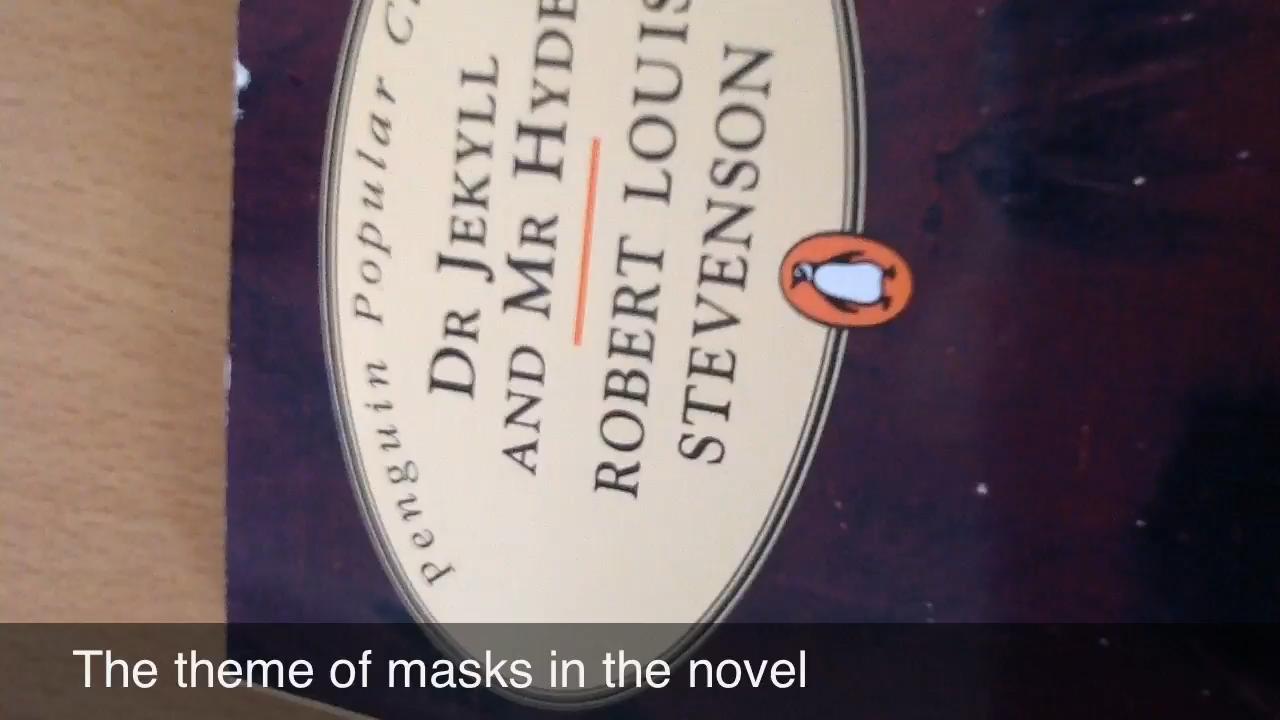 Penguin Popular
DR JEKYLL
AND MR HYDE
ROBERT LOUIS
STEVENSON
The theme of masks in the novel